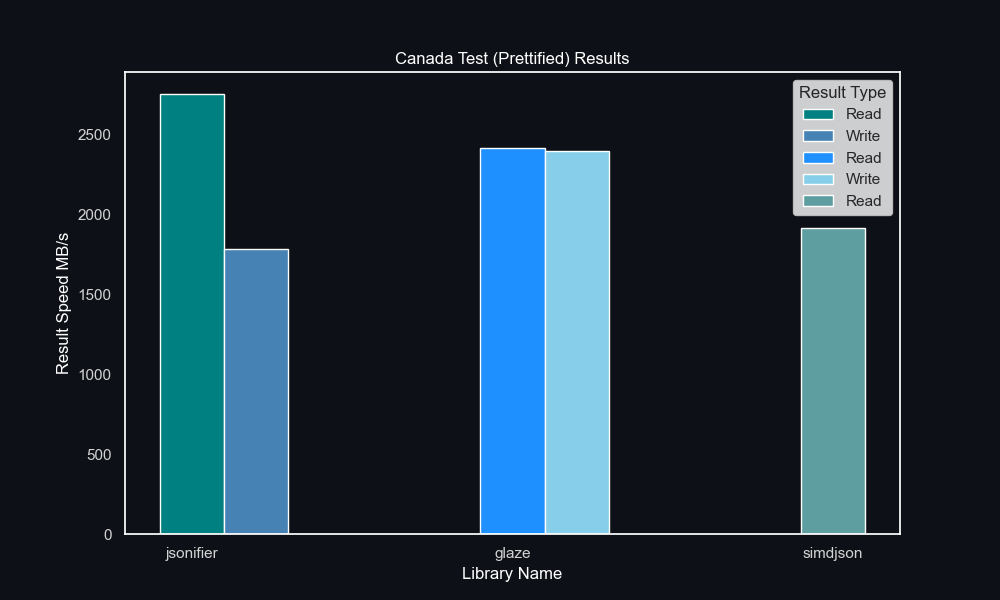 Canada Test (Prettified) Results
Result Type
Read
Write
Read
Write
Read
Result Speed MB/s
2500
2000
1500
1000
500
0
jsonifier
glaze
simdjson
Library Name